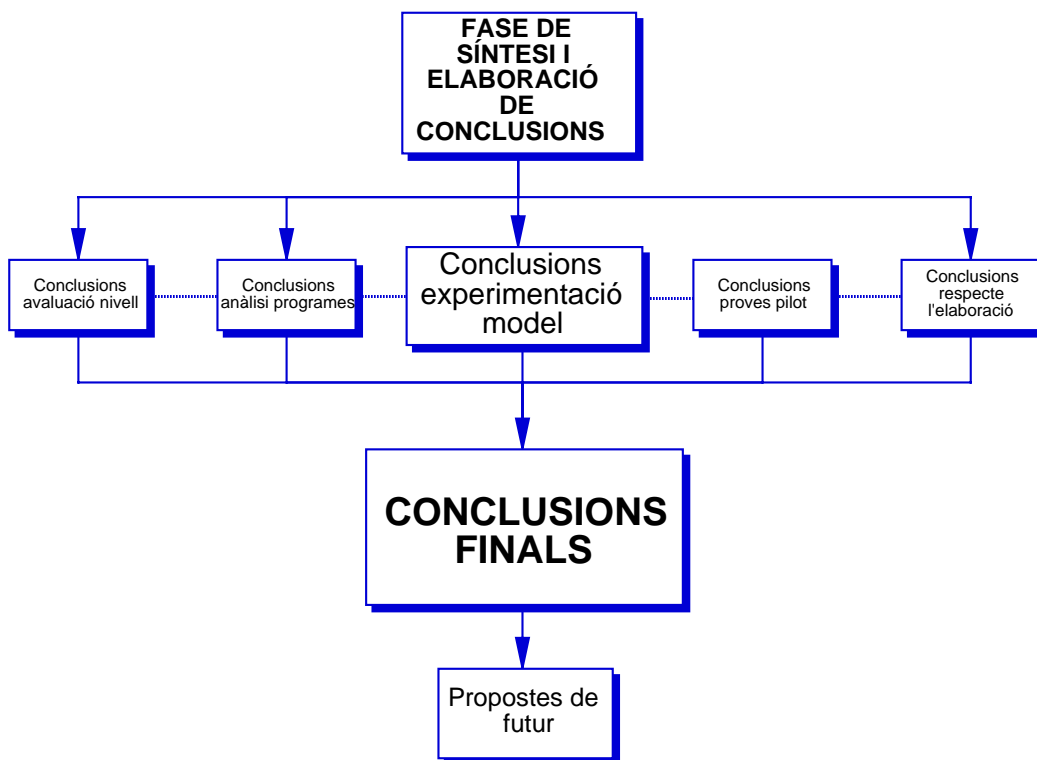 FASE DE
SÍNTESI I
ELABORACIÓ
DE
CONCLUSIONS
Conclusions
avaluació nivell
Conclusions
anàlisi programes
Conclusions
experimentació
model
Conclusions
proves pilot
Conclusions
respecte
l'elaboració
CONCLUSIONS
FINALS
Propostes de
futur